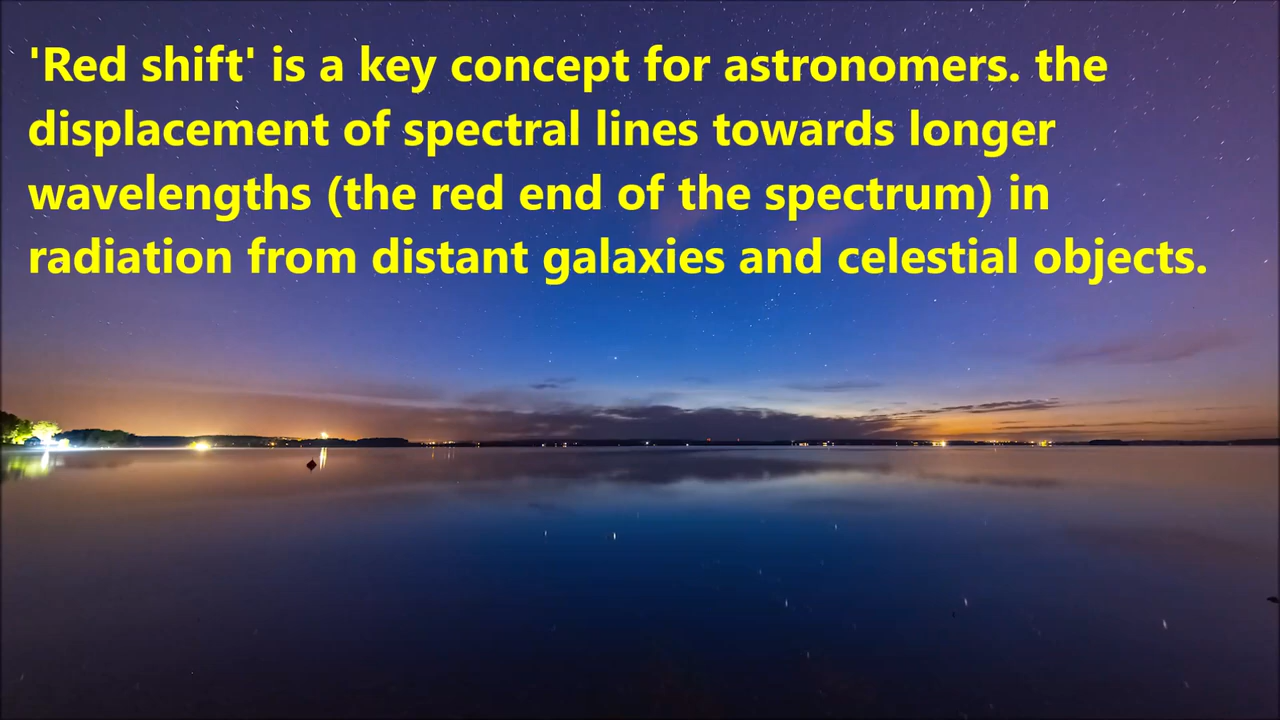 'Red shift' is a key concept for astronomers. the
displacement of spectral lines towards longer
wavelengths (the red end of the spectrum) in
radiation from distant galaxies and celestial objects.